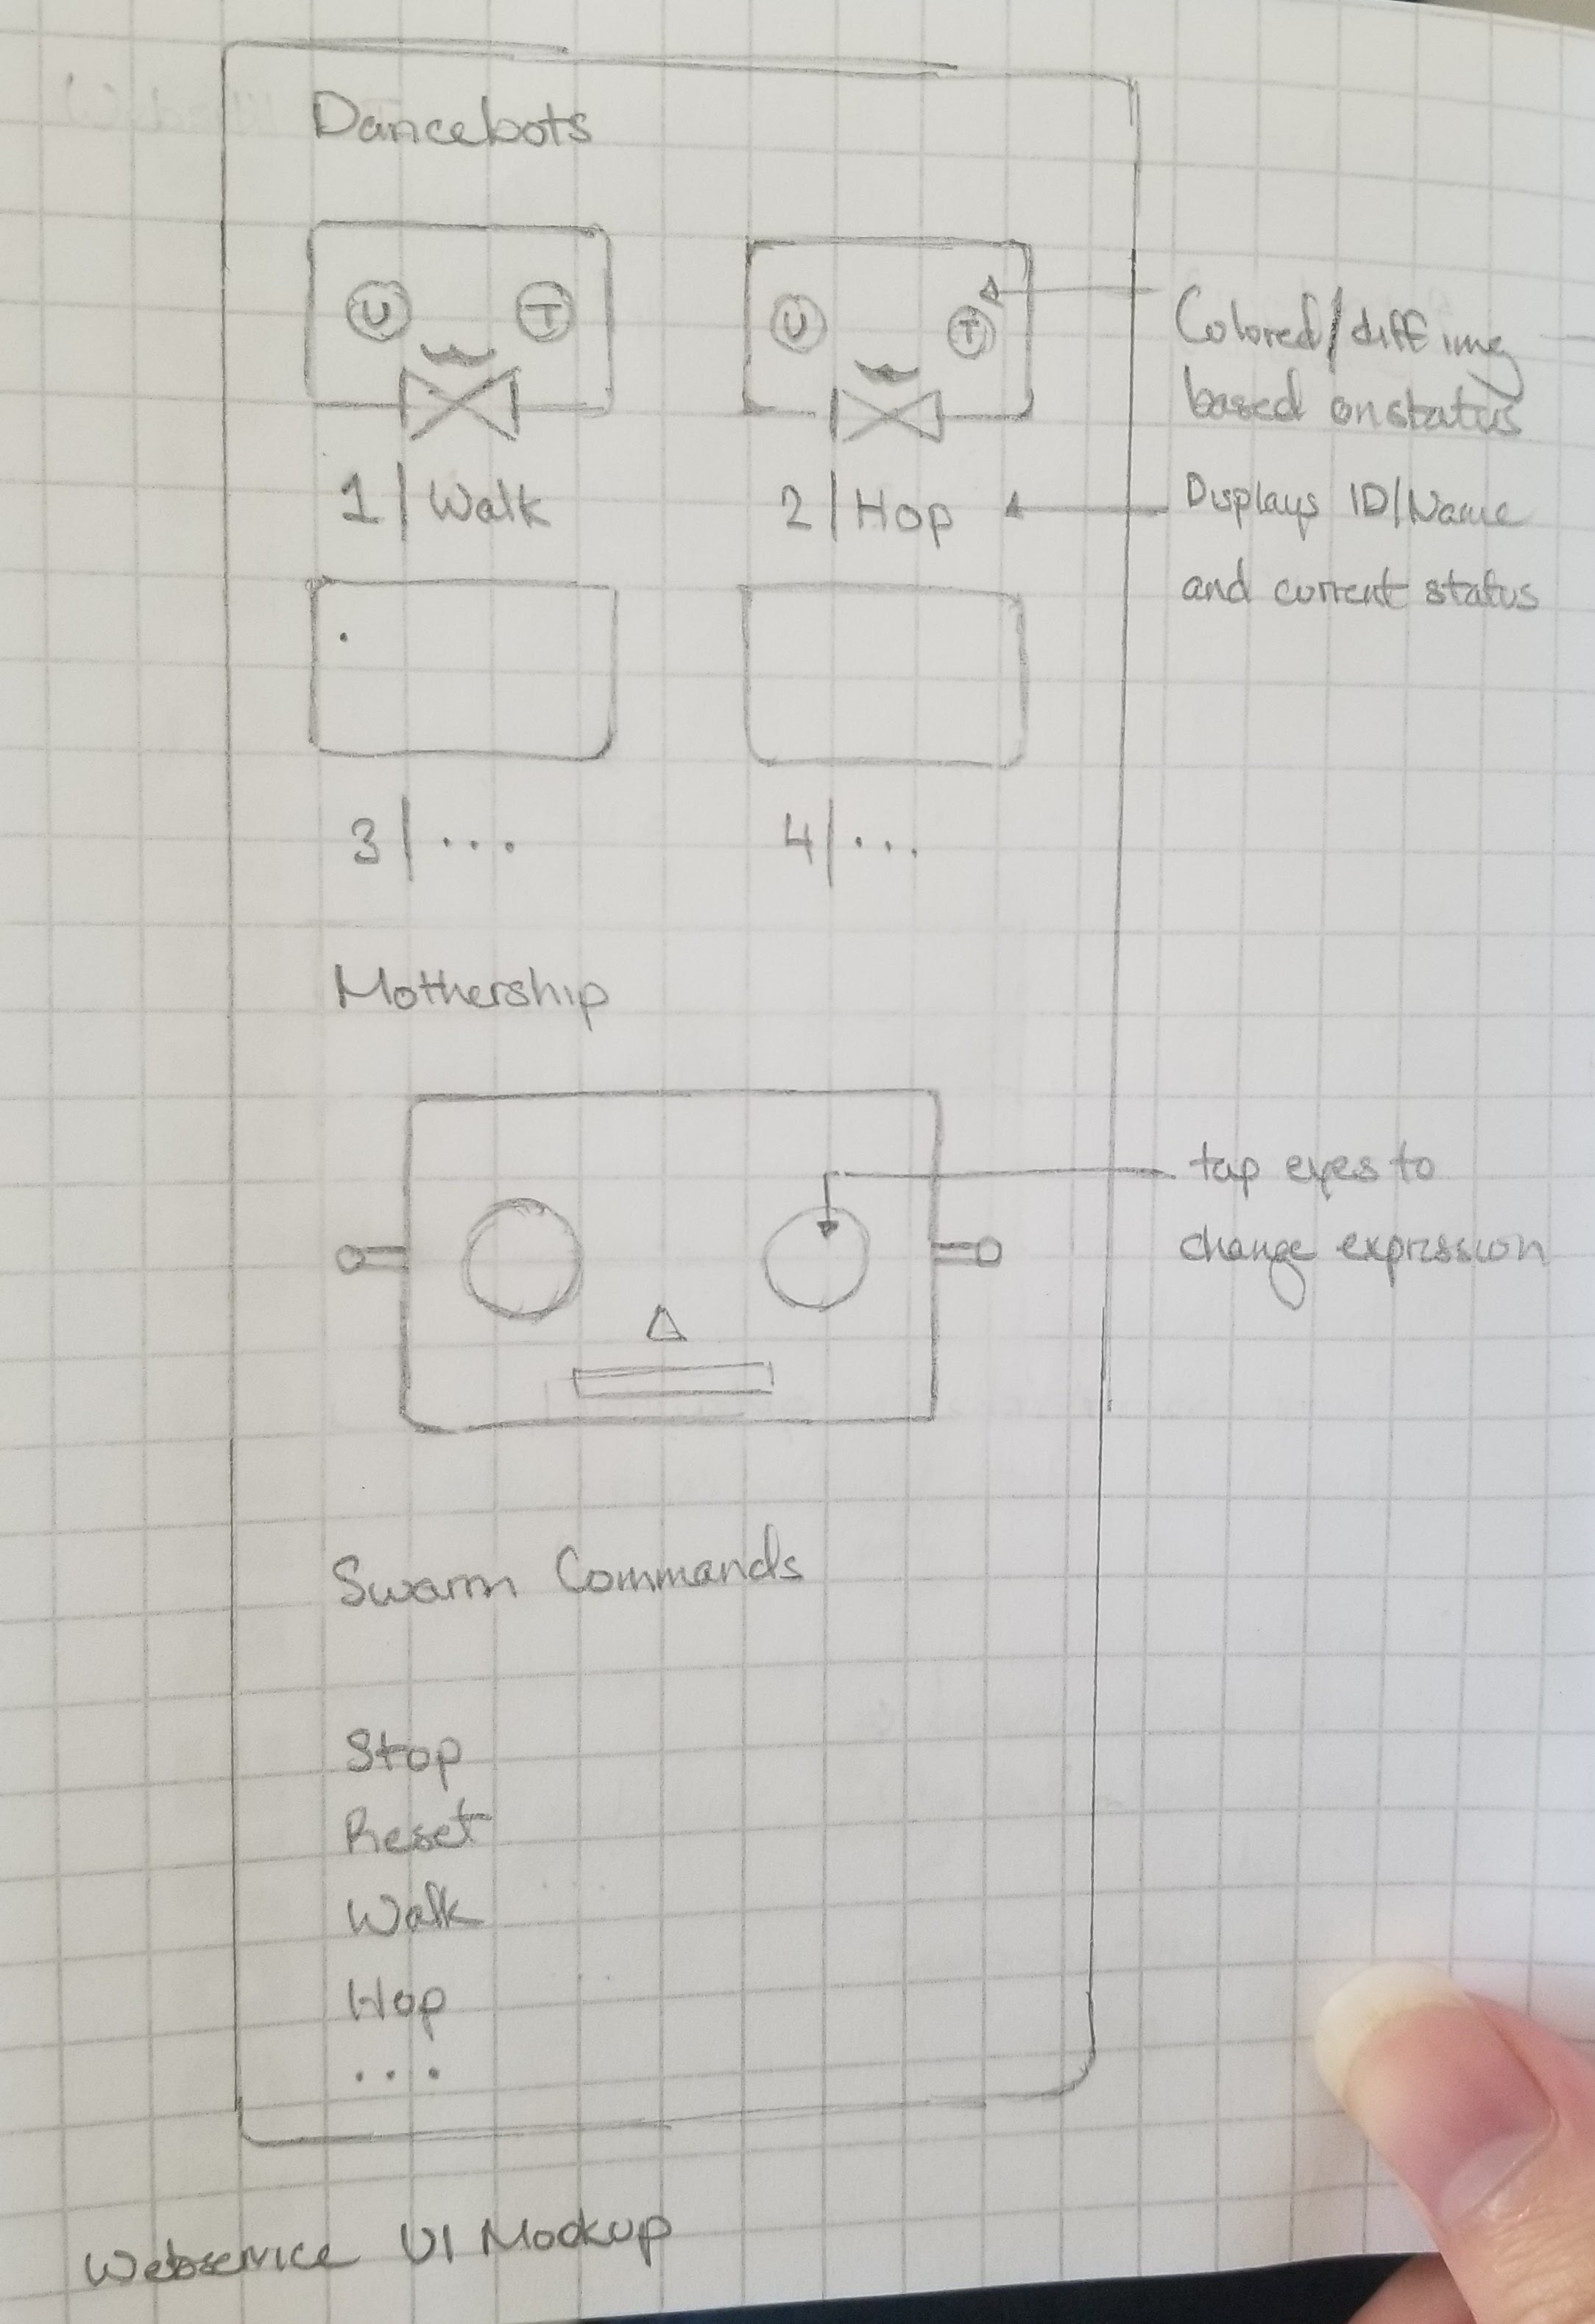 Dancebots
U T
U T
Colored/diff img
based on status
1 | Walk
2 | Hop
Displays ID/Name
and current status
3 | ...
4 | ...
Mothership
tap eyes to
change expression
Swarm Commands
Stop
Reset
Walk
Hop
...
Webservice UI Mockup